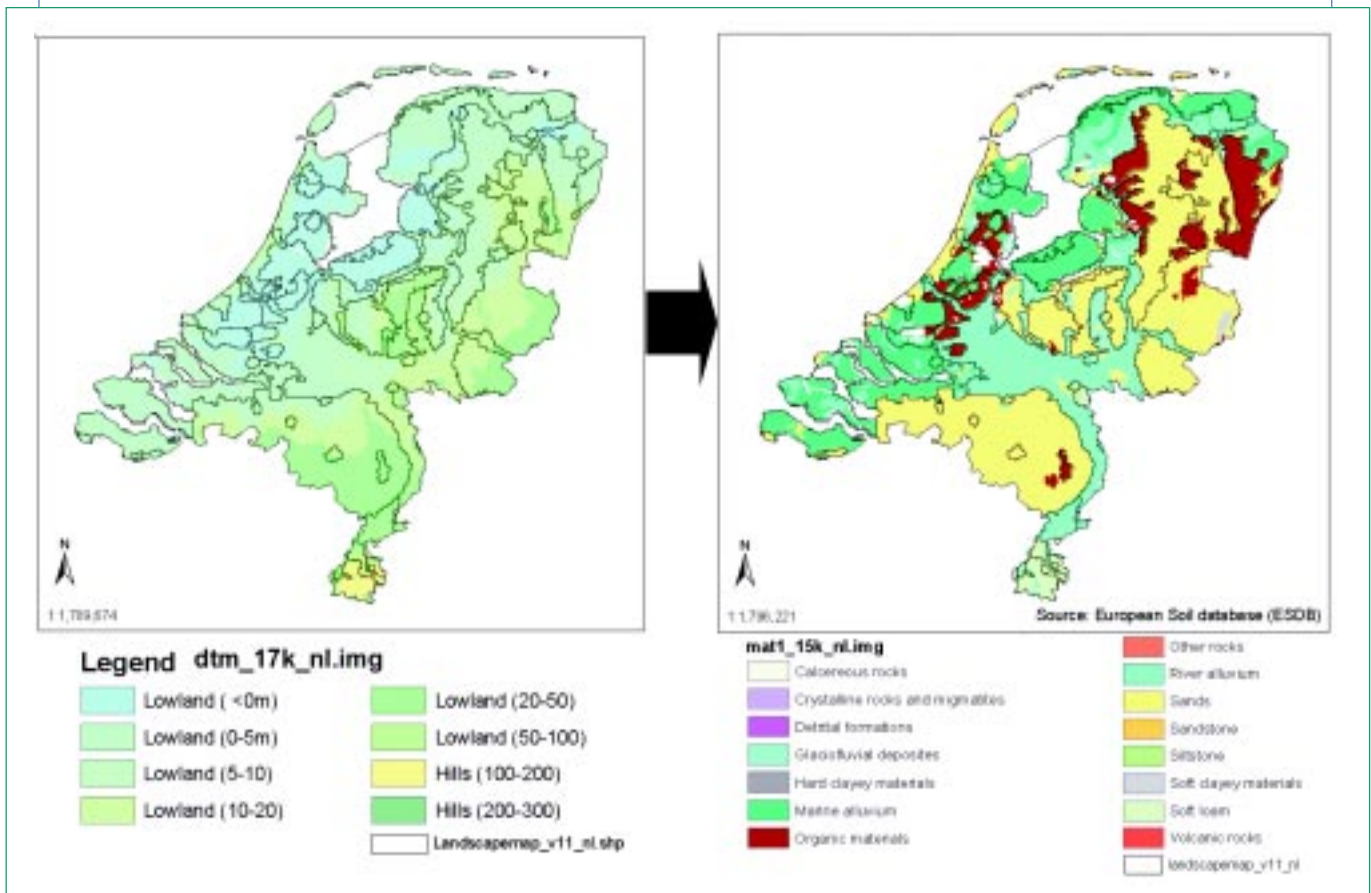 N
1:1,789,674
Legend dtm_17k_nl.img
Lowland ( <0m)
Lowland (0-5m)
Lowland (5-10)
Lowland (10-20)
Lowland (20-50)
Lowland (50-100)
Hills (100-200)
Hills (200-300)
Landscapemap_v11_nl.shp
N
1:1,796,221
Source: European Soil database (ESDB)
mat1_15k_nl.img
Calcereous rocks
Crystalline rocks and migmatites
Detrital formations
Glaciofluvial deposites
Hard clayey materials
Marine alluvium
Organic materials
Other rocks
River alluvium
Sands
Sandstone
Siltstone
Soft clayey materials
Soft loam
Volcanic rocks
landscapemap_v11_nl